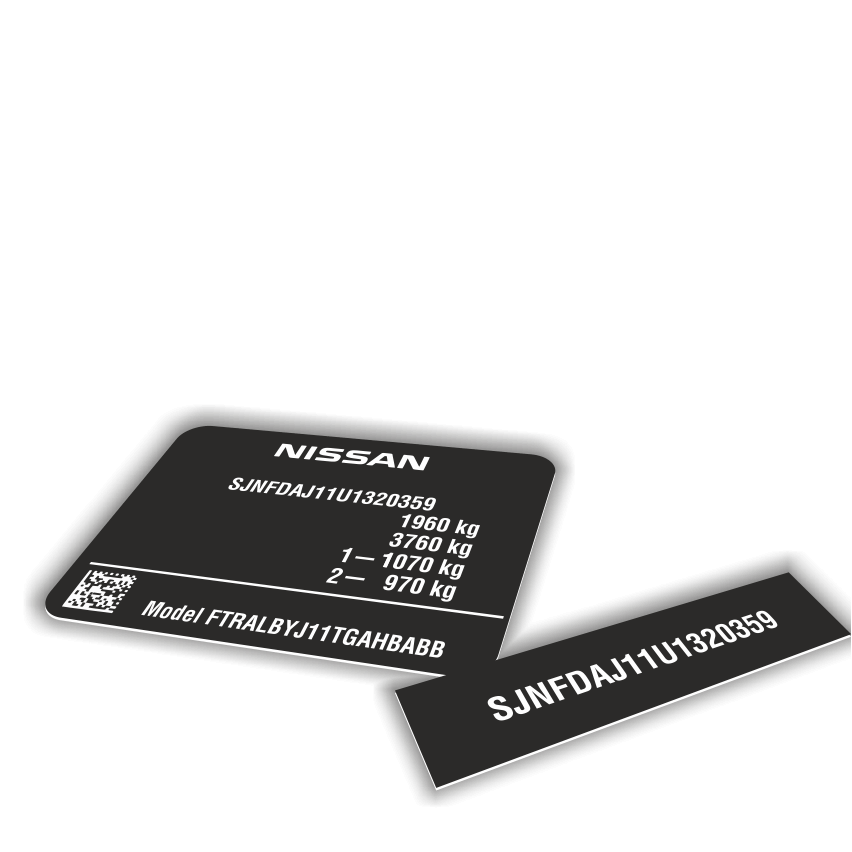 NISSAN
SJNFDAJ11U1320359
1960 kg
3760 kg
1— 1070 kg
2— 970 kg
Model FTRALBYJ11TGAHBABB
SJNFDAJ11U1320359